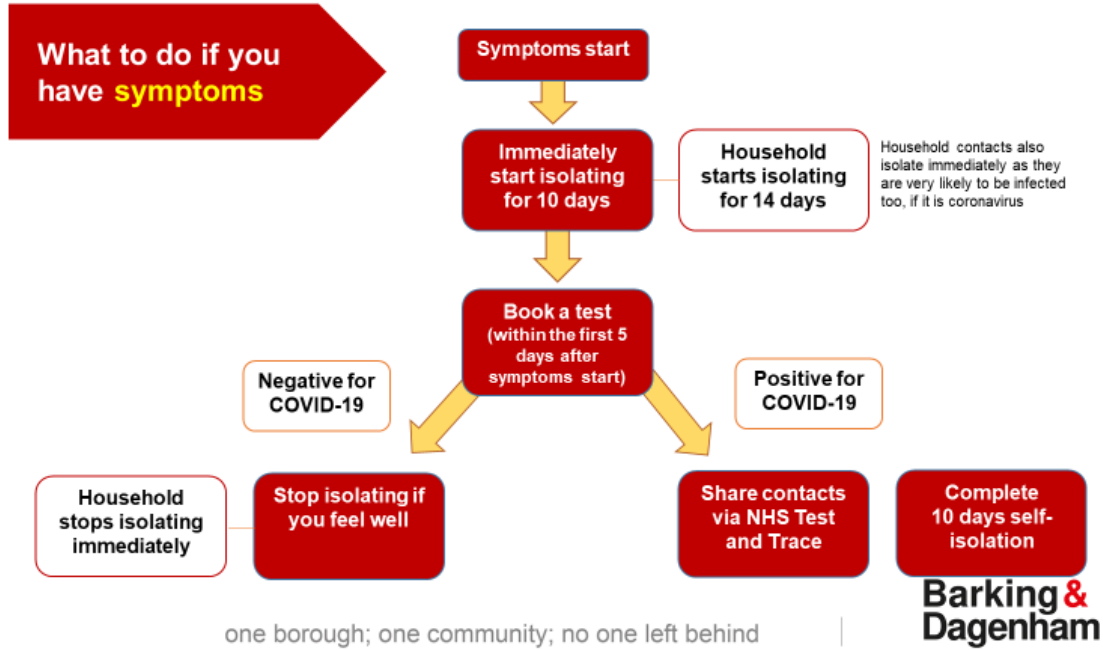 What to do if you
have symptoms
Symptoms start
Immediately
start isolating
for 10 days
Household
starts isolating
for 14 days
Household contacts also
isolate immediately as they
are very likely to be infected
too, if it is coronavirus
Book a test
(within the first 5
days after
symptoms start)
Negative for
COVID-19
Positive for
COVID-19
Household
stops isolating
immediately
Stop isolating if
you feel well
Share contacts
via NHS Test
and Trace
Complete
10 days self-
isolation
one borough; one community; no one left behind
Barking &
Dagenham